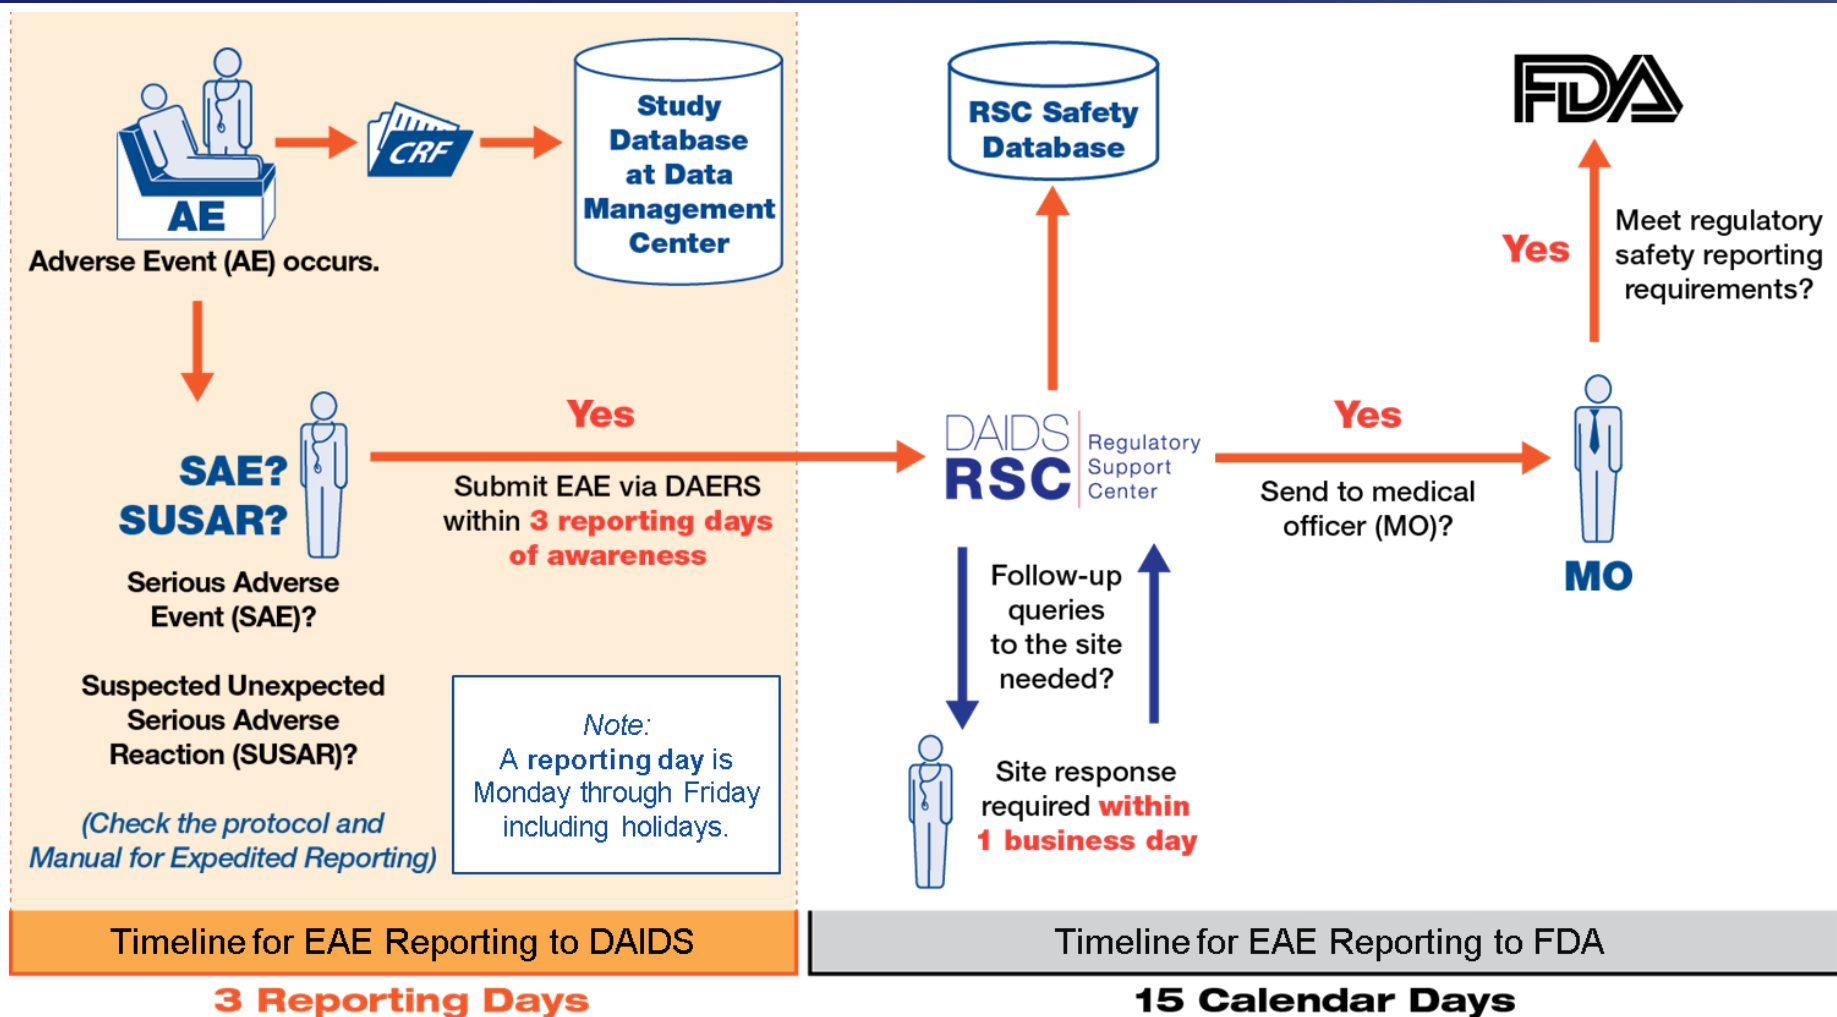 AE
Adverse Event (AE) occurs.
CRF
Study
Database
at Data
Management
Center
SAE?
SUSAR?
Serious Adverse
Event (SAE)?
Suspected Unexpected
Serious Adverse
Reaction (SUSAR)?
(Check the protocol and
Manual for Expedited Reporting)
Yes
Submit EAE via DAERS
within 3 reporting days
of awareness
Note:
A reporting day is
Monday through Friday
including holidays.
RSC Safety
Database
DAIDS
RSC
Regulatory
Support
Center
Follow-up
queries
to the site
needed?
Site response
required within
1 business day
Yes
Send to medical
officer (MO)?
MO
Yes
Meet regulatory
safety reporting
requirements?
FDA
Timeline for EAE Reporting to DAIDS
3 Reporting Days
Timeline for EAE Reporting to FDA
15 Calendar Days